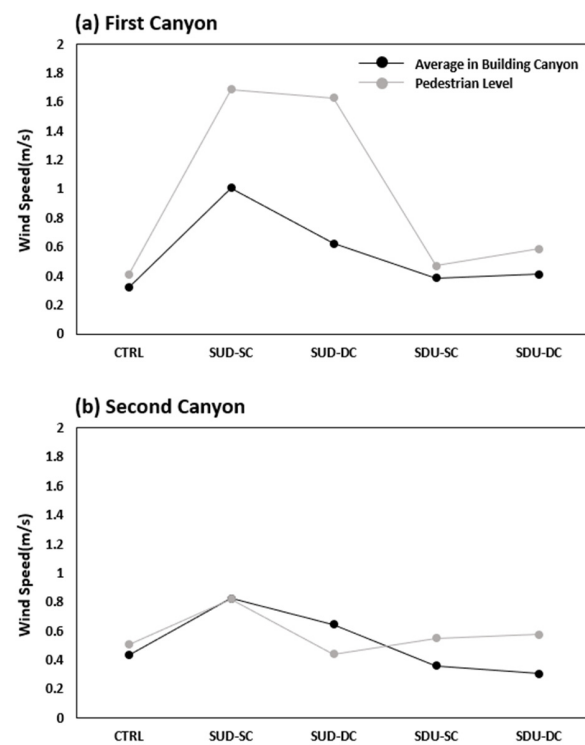 (a) First Canyon
2
1.8
1.6
1.4
1.2
1
0.8
0.6
0.4
0.2
0
Wind Speed(m/s)
Average in Building Canyon
Pedestrian Level
CTRL SUD-SC SUD-DC SDU-SC SDU-DC
(b) Second Canyon
2
1.8
1.6
1.4
1.2
1
0.8
0.6
0.4
0.2
0
Wind Speed(m/s)
CTRL SUD-SC SUD-DC SDU-SC SDU-DC